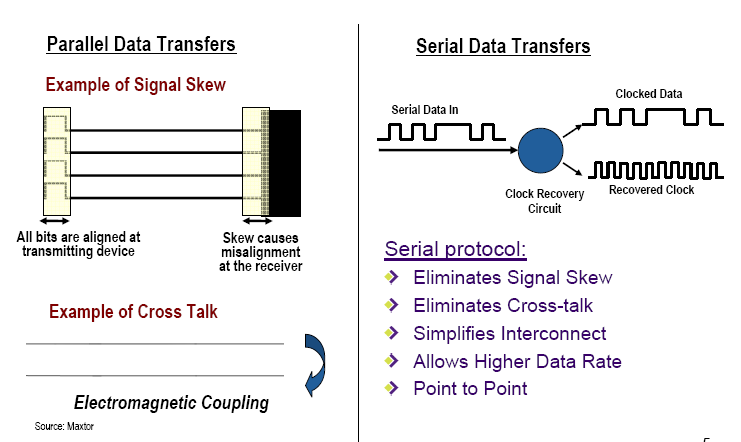 Parallel Data Transfers
Example of Signal Skew
All bits are aligned at
transmitting device
Skew causes
misalignment
at the receiver
Example of Cross Talk
Electromagnetic Coupling
Source: Maxtor
Serial Data Transfers
Serial Data In
Clocked Data
Clock Recovery
Circuit
Recovered Clock
Serial protocol:
Eliminates Signal Skew
Eliminates Cross-talk
Simplifies Interconnect
Allows Higher Data Rate
Point to Point